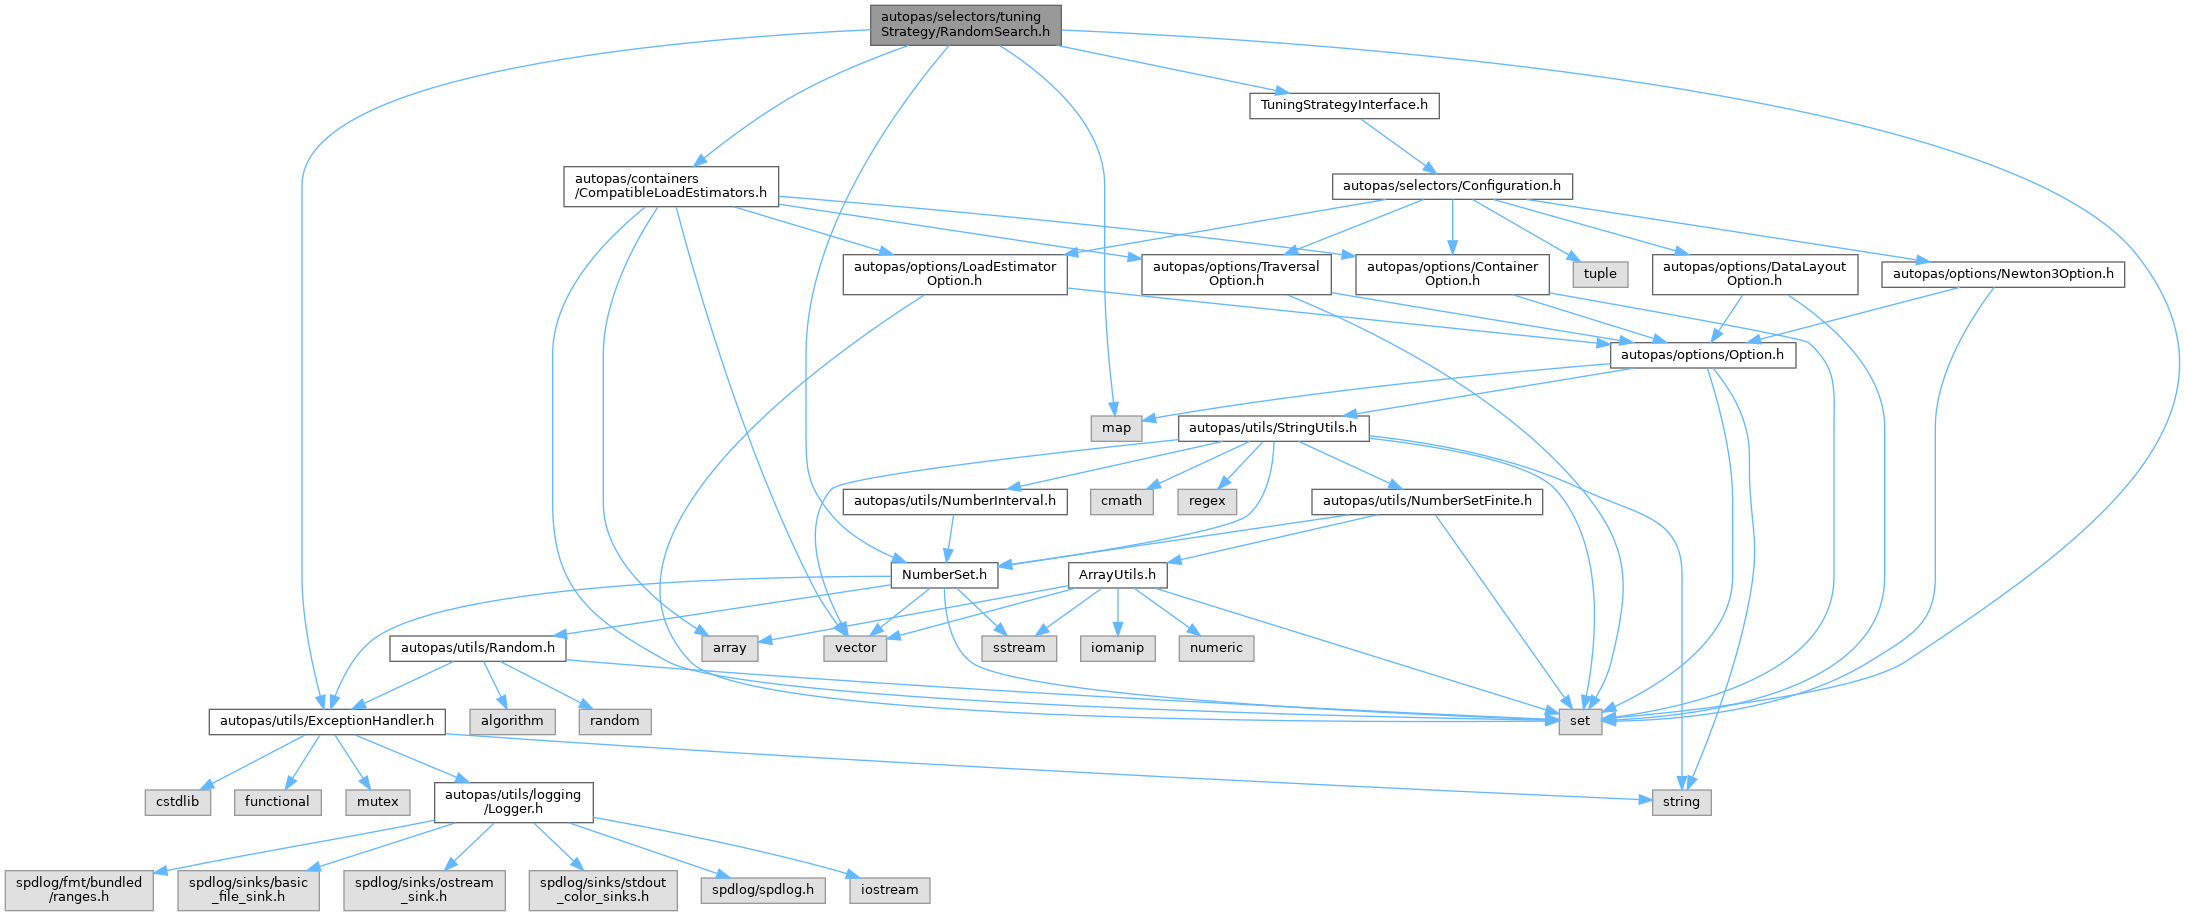 autopas/selectors/tuning
Strategy/RandomSearch.h
TuningStrategyInterface.h
autopas/containers
/CompatibleLoadEstimators.h
autopas/selectors/Configuration.h
autopas/options/LoadEstimator
Option.h
autopas/options/Traversal
Option.h
autopas/options/Container
Option.h
tuple
autopas/options/DataLayout
Option.h
autopas/options/Newton3Option.h
autopas/options/Option.h
map
autopas/utils/StringUtils.h
autopas/utils/NumberInterval.h
cmath
regex
autopas/utils/NumberSetFinite.h
NumberSet.h
ArrayUtils.h
autopas/utils/Random.h
array
vector
sstream
iomanip
numeric
autopas/utils/ExceptionHandler.h
algorithm
random
set
cstdlib
functional
mutex
autopas/utils/logging
/Logger.h
string
spdlog/fmt/bundled
/ranges.h
spdlog/sinks/basic
_file_sink.h
spdlog/sinks/ostream
_sink.h
spdlog/sinks/stdout
_color_sinks.h
spdlog/spdlog.h
iostream